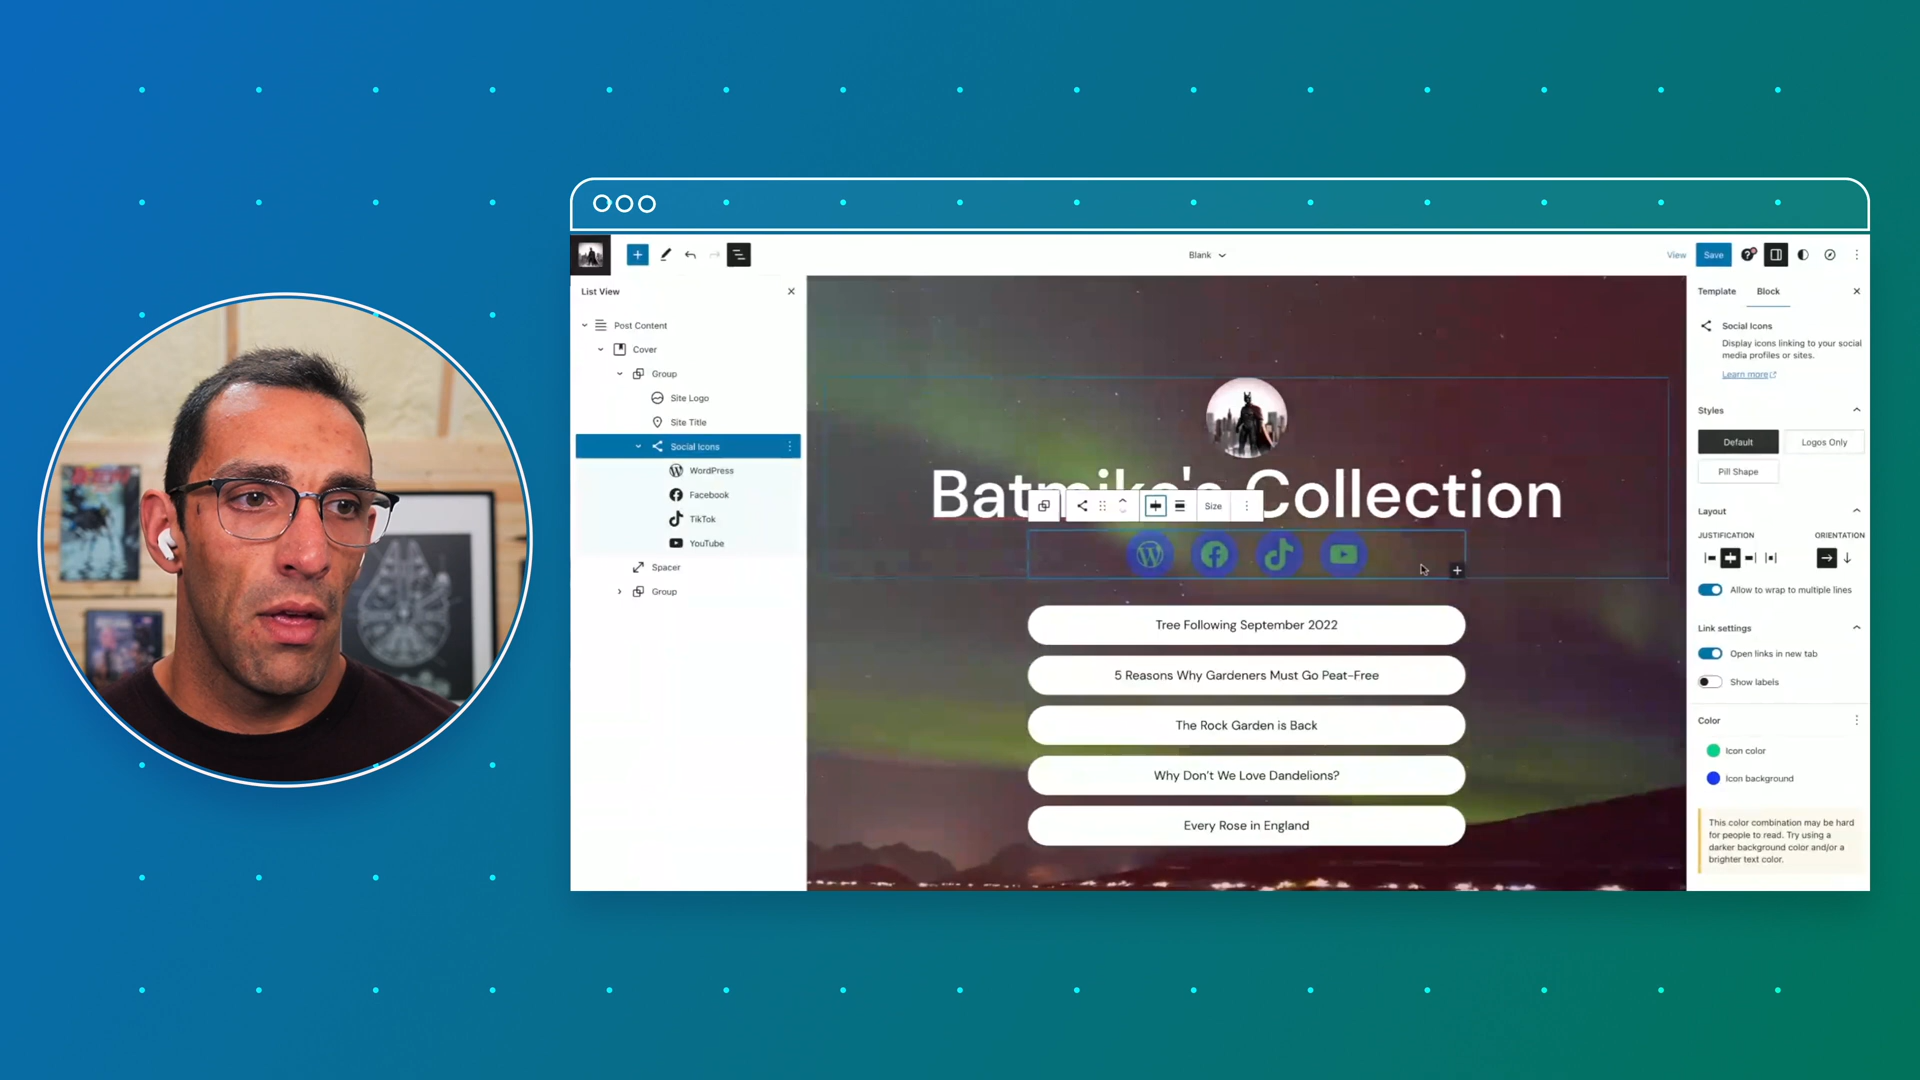 Blank
View
Save
List View
Post Content
Cover
Group
Site Logo
Site Title
Social Icons
WordPress
Facebook
TikTok
YouTube
Spacer
Group
Batmike's Collection
Size
Tree Following September 2022
5 Reasons Why Gardeners Must Go Peat-Free
The Rock Garden is Back
Why Don't We Love Dandelions?
Every Rose in England
Template Block
Social Icons
Display icons linking to your social
media profiles or sites.
Learn more
Styles
Default Logos Only
Pill Shape
Layout
JUSTIFICATION ORIENTATION
Allow to wrap to multiple lines
Link settings
Open links in new tab
Show labels
Color
Icon color
Icon background
This color combination may be hard
for people to read. Try using a
darker background color and/or a
brighter text color.